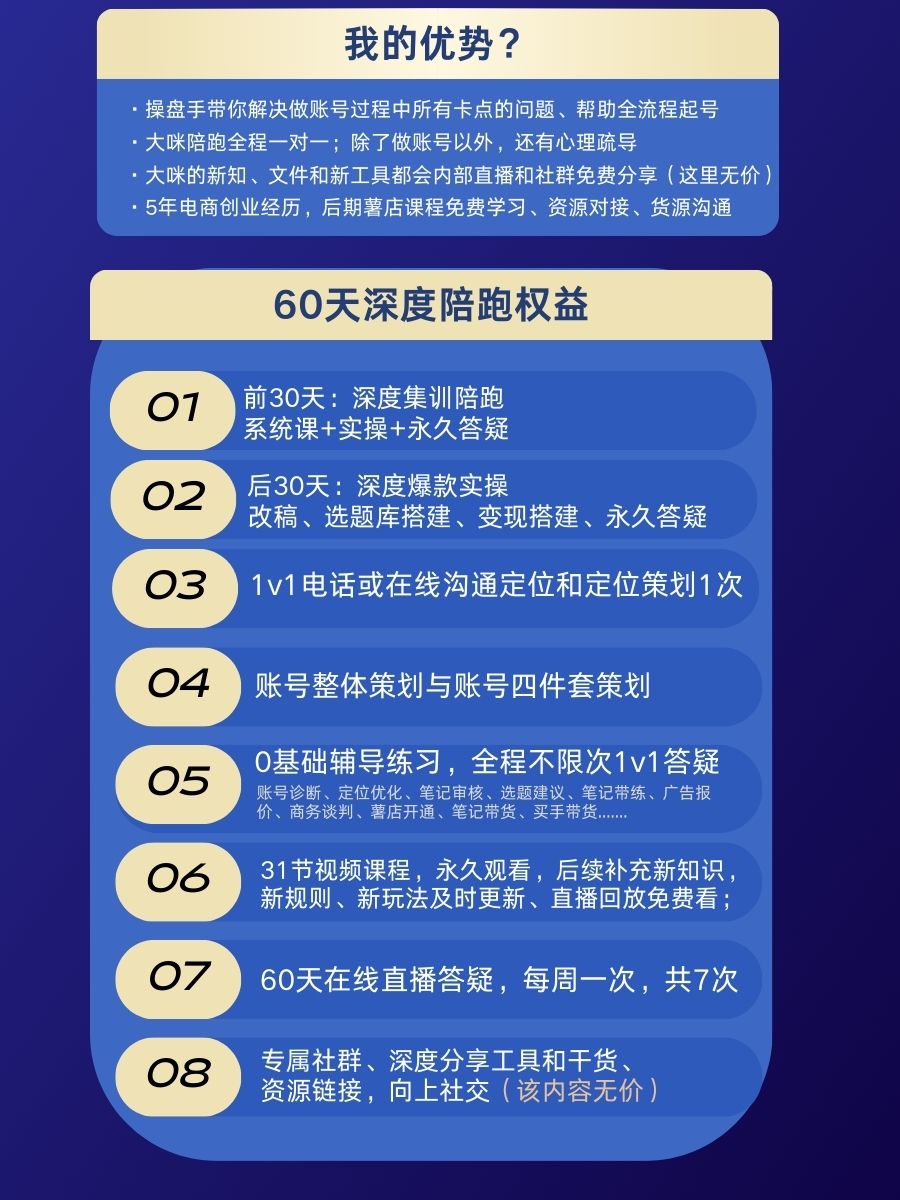 我的优势？
· 操盘手带你解决做账号过程中所有卡点的问题、帮助全流程起号
· 大咪陪跑全程一对一；除了做账号以外，还有心理疏导
· 大咪的新知、文件和新工具都会内部直播和社群免费分享（这里无价）
· 5年电商创业经历，后期薯店课程免费学习、资源对接、货源沟通
60天深度陪跑权益
01
前30天：深度集训陪跑
系统课+实操+永久答疑
02
后30天：深度爆款实操
改稿、选题库搭建、变现搭建、永久答疑
03
1v1电话或在线沟通定位和定位策划1次
04
账号整体策划与账号四件套策划
05
0基础辅导练习，全程不限次1v1答疑
账号诊断、定位优化、笔记审核、选题建议、笔记带练、广告报
价、商务谈判、薯店开通、笔记带货、买手带货.......
06
31节视频课程，永久观看，后续补充新知识，
新规则、新玩法及时更新、直播回放免费看；
07
60天在线直播答疑，每周一次，共7次
08
专属社群、深度分享工具和干货、
资源链接，向上社交（该内容无价）